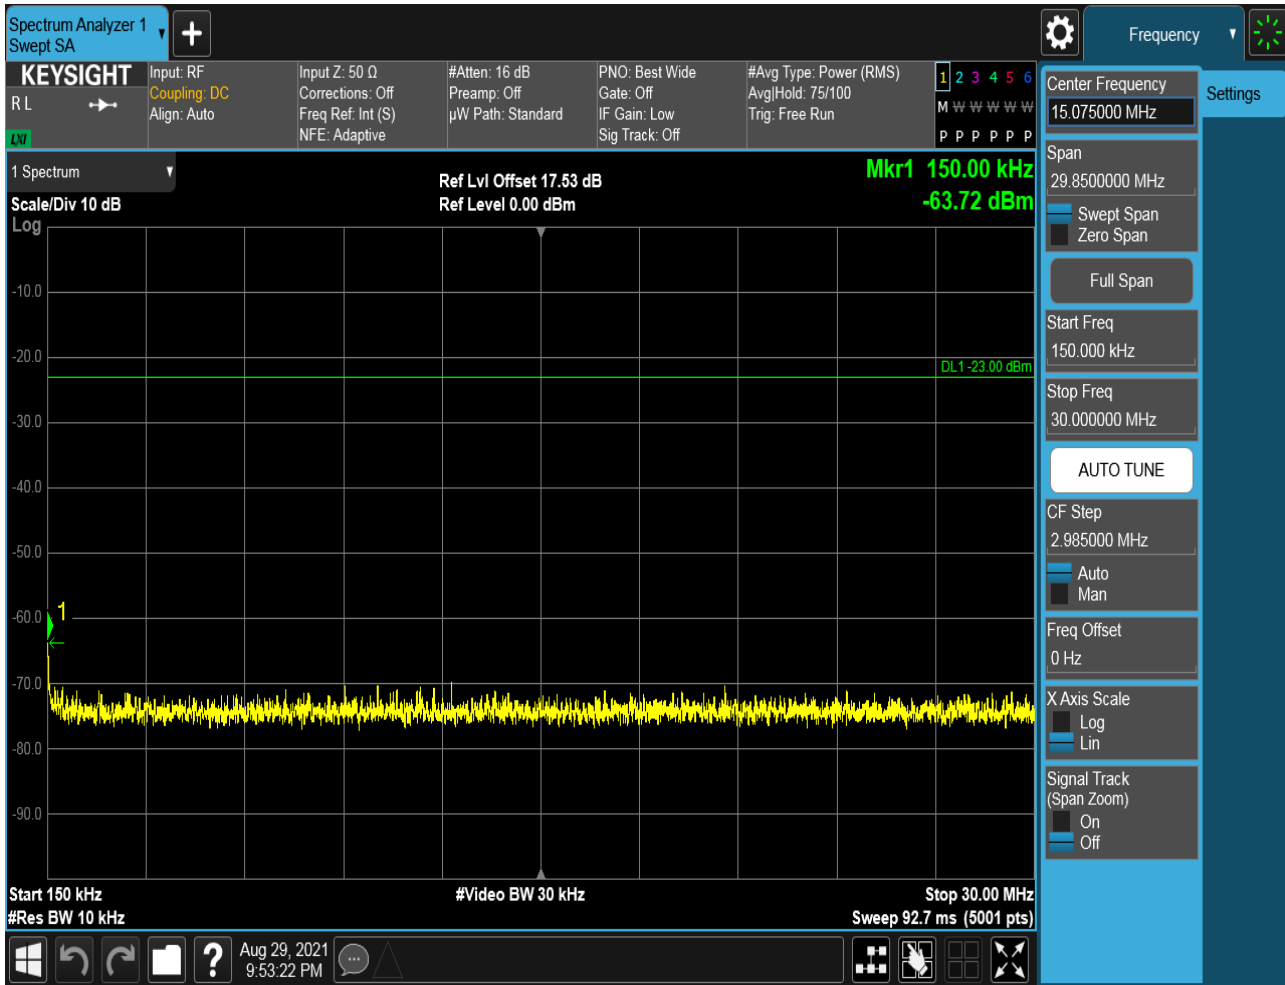 Spectrum Analyzer 1
Swept SA
Frequency
KEYSIGHT
R L
LXI
Input: RF
Coupling: DC
Align: Auto
Input Z: 50 Ω
Corrections: Off
Freq Ref: Int (S)
NFE: Adaptive
#Atten: 16 dB
Preamp: Off
µW Path: Standard
PNO: Best Wide
Gate: Off
IF Gain: Low
Sig Track: Off
#Avg Type: Power (RMS)
Avg|Hold: 75/100
Trig: Free Run
1 2 3 4 5 6
M W W W W W
P P P P P P
1 Spectrum
Scale/Div 10 dB
Log
Ref Lvl Offset 17.53 dB
Ref Level 0.00 dBm
Mkr1 150.00 kHz
-63.72 dBm
-10.0
-20.0
DL1 -23.00 dBm
-30.0
-40.0
-50.0
-60.0
1
-70.0
-80.0
-90.0
Start 150 kHz
#Res BW 10 kHz
#Video BW 30 kHz
Stop 30.00 MHz
Sweep 92.7 ms (5001 pts)
Center Frequency
15.075000 MHz
Settings
Span
29.8500000 MHz
Swept Span
Zero Span
Full Span
Start Freq
150.000 kHz
Stop Freq
30.000000 MHz
AUTO TUNE
CF Step
2.985000 MHz
Auto
Man
Freq Offset
0 Hz
X Axis Scale
Log
Lin
Signal Track
(Span Zoom)
On
Off
?
Aug 29, 2021
9:53:22 PM